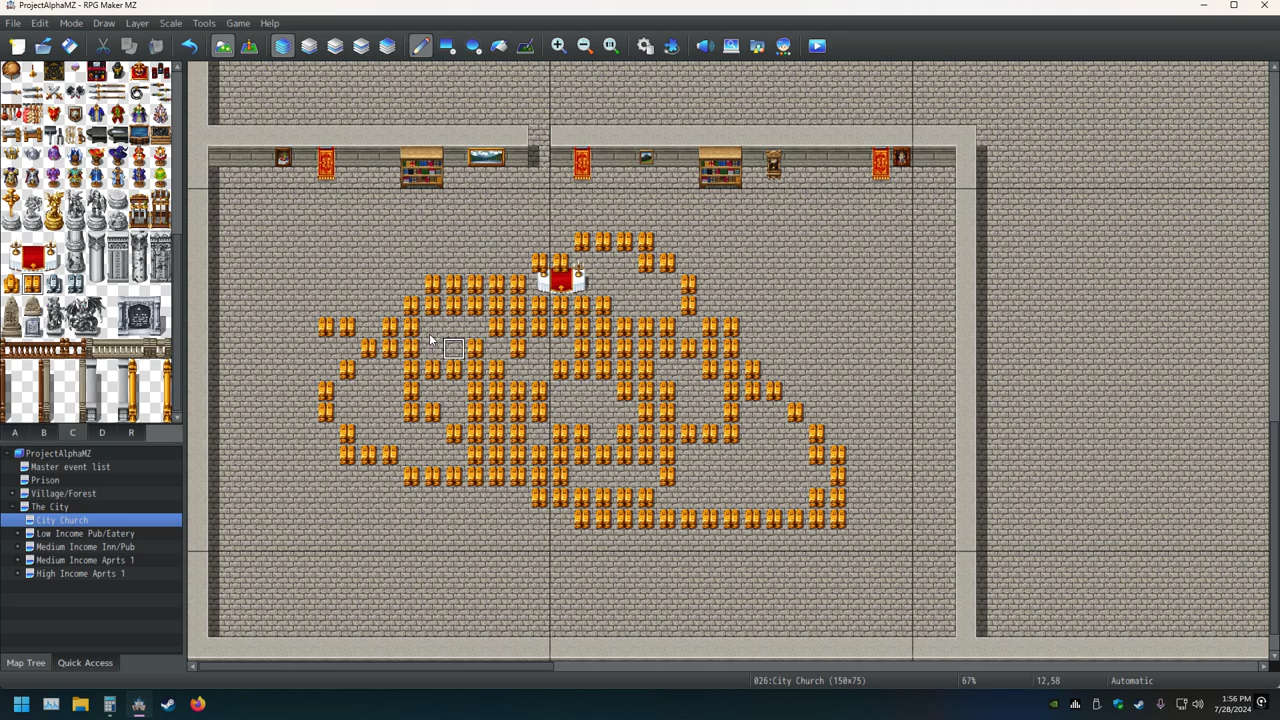 ProjectAlphaMZ - RPG Maker MZ
File Edit Mode Draw Layer Scale Tools Game Help
A B C D R
ProjectAlphaMZ
Master event list
Prison
Village/Forest
The City
City Church
Low Income Pub/Eatery
Medium Income Inn/Pub
Medium Income Aprts 1
High Income Aprts 1
Map Tree Quick Access
026:City Church (150x75) 67% 12,58 Automatic
1:56 PM
7/28/2024